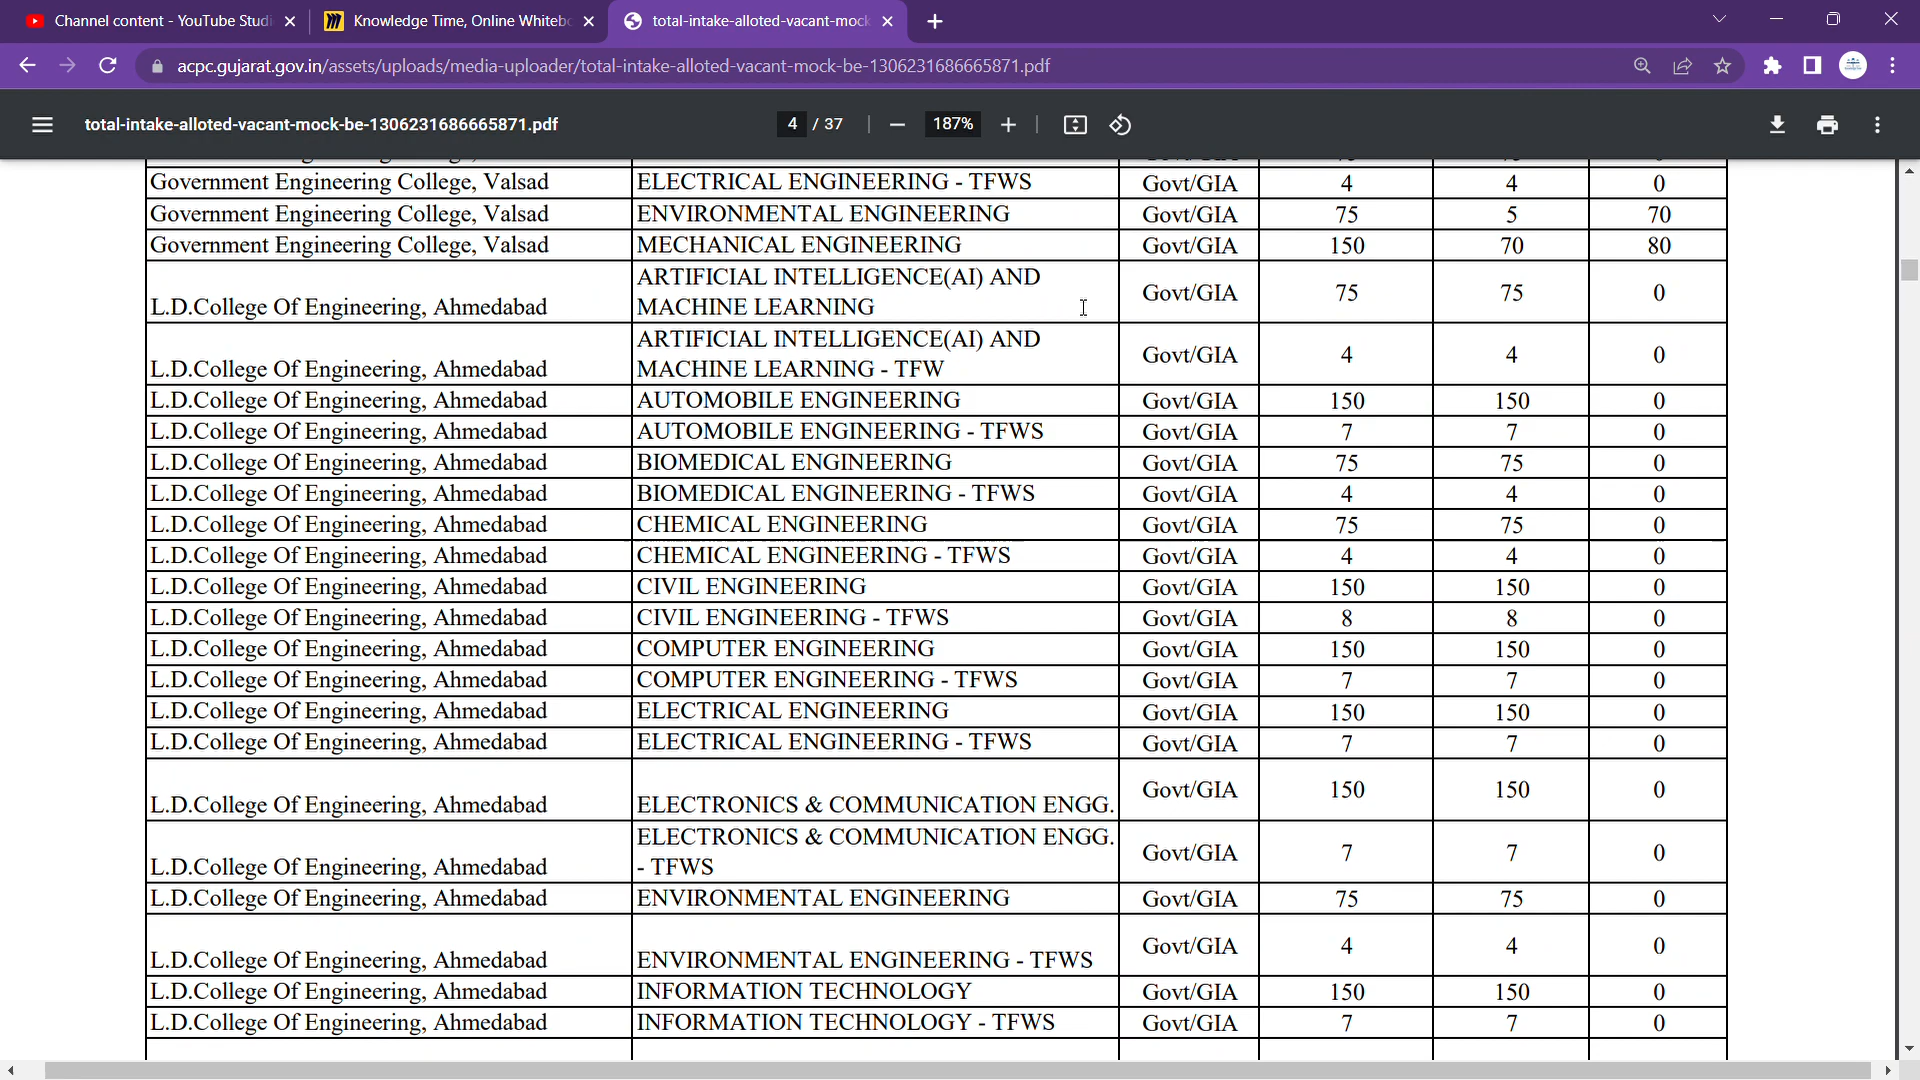 Channel content - YouTube Studi
Knowledge Time, Online Whitebo
total-intake-alloted-vacant-mock
acpc.gujarat.gov.in/assets/uploads/media-uploader/total-intake-alloted-vacant-mock-be-1306231686665871.pdf
total-intake-alloted-vacant-mock-be-1306231686665871.pdf 4 / 37 187%
Government Engineering College, Valsad ELECTRICAL ENGINEERING - TFWS Govt/GIA 4 4 0
Government Engineering College, Valsad ENVIRONMENTAL ENGINEERING Govt/GIA 75 5 70
Government Engineering College, Valsad MECHANICAL ENGINEERING Govt/GIA 150 70 80
ARTIFICIAL INTELLIGENCE(AI) AND
L.D.College Of Engineering, Ahmedabad MACHINE LEARNING Govt/GIA 75 75 0
ARTIFICIAL INTELLIGENCE(AI) AND
L.D.College Of Engineering, Ahmedabad MACHINE LEARNING - TFW Govt/GIA 4 4 0
L.D.College Of Engineering, Ahmedabad AUTOMOBILE ENGINEERING Govt/GIA 150 150 0
L.D.College Of Engineering, Ahmedabad AUTOMOBILE ENGINEERING - TFWS Govt/GIA 7 7 0
L.D.College Of Engineering, Ahmedabad BIOMEDICAL ENGINEERING Govt/GIA 75 75 0
L.D.College Of Engineering, Ahmedabad BIOMEDICAL ENGINEERING - TFWS Govt/GIA 4 4 0
L.D.College Of Engineering, Ahmedabad CHEMICAL ENGINEERING Govt/GIA 75 75 0
L.D.College Of Engineering, Ahmedabad CHEMICAL ENGINEERING - TFWS Govt/GIA 4 4 0
L.D.College Of Engineering, Ahmedabad CIVIL ENGINEERING Govt/GIA 150 150 0
L.D.College Of Engineering, Ahmedabad CIVIL ENGINEERING - TFWS Govt/GIA 8 8 0
L.D.College Of Engineering, Ahmedabad COMPUTER ENGINEERING Govt/GIA 150 150 0
L.D.College Of Engineering, Ahmedabad COMPUTER ENGINEERING - TFWS Govt/GIA 7 7 0
L.D.College Of Engineering, Ahmedabad ELECTRICAL ENGINEERING Govt/GIA 150 150 0
L.D.College Of Engineering, Ahmedabad ELECTRICAL ENGINEERING - TFWS Govt/GIA 7 7 0
L.D.College Of Engineering, Ahmedabad ELECTRONICS & COMMUNICATION ENGG. Govt/GIA 150 150 0
ELECTRONICS & COMMUNICATION ENGG.
L.D.College Of Engineering, Ahmedabad - TFWS Govt/GIA 7 7 0
L.D.College Of Engineering, Ahmedabad ENVIRONMENTAL ENGINEERING Govt/GIA 75 75 0
L.D.College Of Engineering, Ahmedabad ENVIRONMENTAL ENGINEERING - TFWS Govt/GIA 4 4 0
L.D.College Of Engineering, Ahmedabad INFORMATION TECHNOLOGY Govt/GIA 150 150 0
L.D.College Of Engineering, Ahmedabad INFORMATION TECHNOLOGY - TFWS Govt/GIA 7 7 0